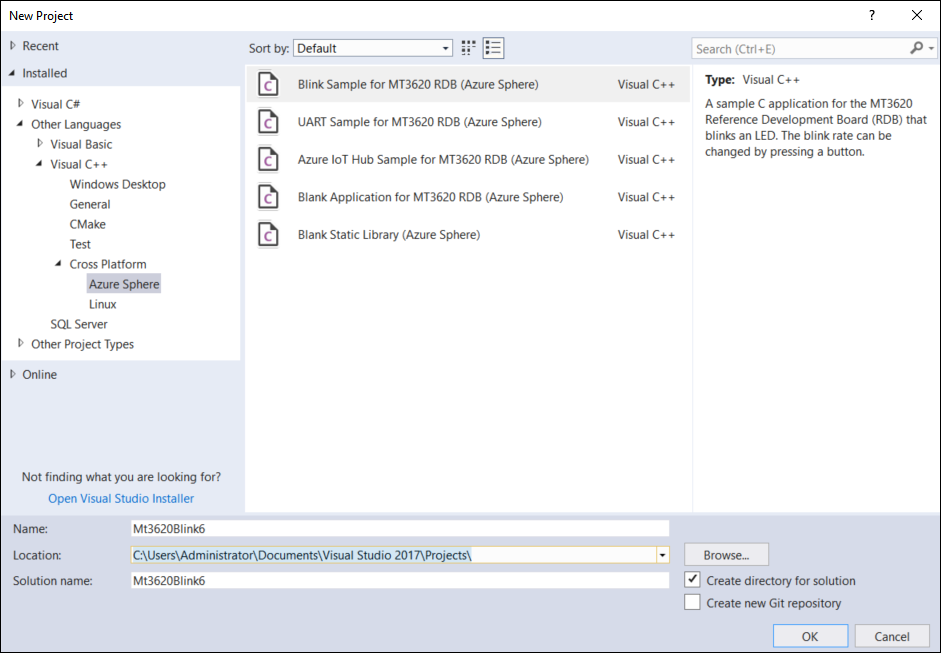 New Project
?
Recent
Installed
Visual C#
Other Languages
Visual Basic
Visual C++
Windows Desktop
General
CMake
Test
Cross Platform
Azure Sphere
Linux
SQL Server
Other Project Types
Online
Not finding what you are looking for?
Open Visual Studio Installer
Sort by: Default
C Blink Sample for MT3620 RDB (Azure Sphere) Visual C++
C UART Sample for MT3620 RDB (Azure Sphere) Visual C++
C Azure IoT Hub Sample for MT3620 RDB (Azure Sphere) Visual C++
C Blank Application for MT3620 RDB (Azure Sphere) Visual C++
C Blank Static Library (Azure Sphere) Visual C++
Search (Ctrl+E)
Type: Visual C++
A sample C application for the MT3620
Reference Development Board (RDB) that
blinks an LED. The blink rate can be
changed by pressing a button.
Name: Mt3620Blink6
Location: C:\Users\Administrator\Documents\Visual Studio 2017\Projects\
Browse...
Solution name: Mt3620Blink6
Create directory for solution
Create new Git repository
OK
Cancel